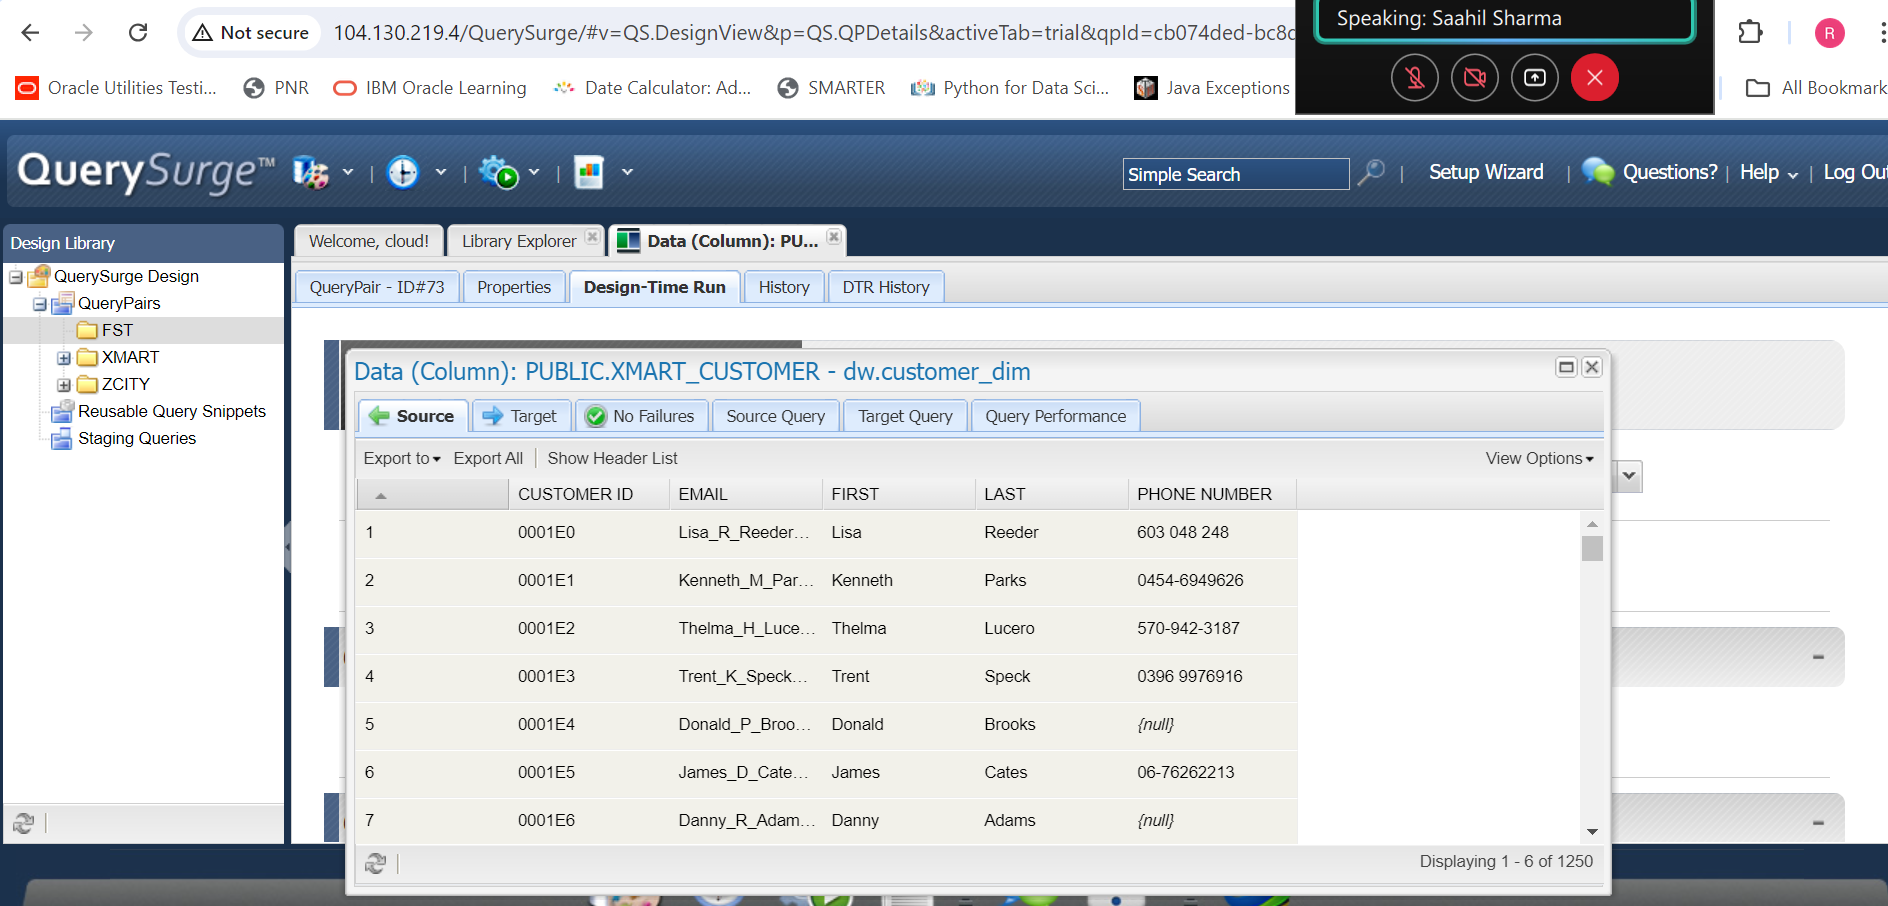 Speaking: Saahil Sharma
Not secure
104.130.219.4/QuerySurge/#v=QS.DesignView&p=QS.QPDetails&activeTab=trial&qpId=cb074ded-bc8c
R
Oracle Utilities Testi...
PNR
IBM Oracle Learning
Date Calculator: Ad...
SMARTER
Python for Data Sci...
Java Exceptions
All Bookmark
QuerySurge™
Simple Search
Setup Wizard
Questions?
Help
Log Out
Design Library
Welcome, cloud!
Library Explorer
Data (Column): PU...
QuerySurge Design
QueryPairs
FST
XMART
ZCITY
Reusable Query Snippets
Staging Queries
QueryPair - ID#73
Properties
Design-Time Run
History
DTR History
Data (Column): PUBLIC.XMART_CUSTOMER - dw.customer_dim
Source
Target
No Failures
Source Query
Target Query
Query Performance
Export to
Export All
Show Header List
View Options
CUSTOMER ID EMAIL FIRST LAST PHONE NUMBER
1 0001E0 Lisa_R_Reeder... Lisa Reeder 603 048 248
2 0001E1 Kenneth_M_Par... Kenneth Parks 0454-6949626
3 0001E2 Thelma_H_Luce... Thelma Lucero 570-942-3187
4 0001E3 Trent_K_Speck... Trent Speck 0396 9976916
5 0001E4 Donald_P_Broo... Donald Brooks {null}
6 0001E5 James_D_Cate... James Cates 06-76262213
7 0001E6 Danny_R_Adam... Danny Adams {null}
Displaying 1 - 6 of 1250